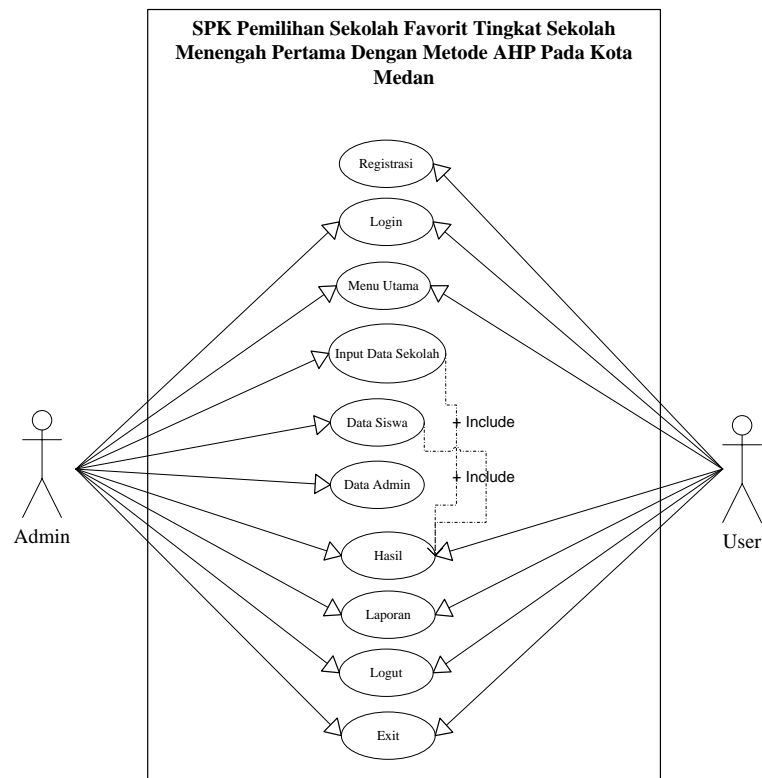 SPK Pemilihan Sekolah Favorit Tingkat Sekolah
Menengah Pertama Dengan Metode AHP Pada Kota
Medan
Registrasi
Login
Menu Utama
Input Data Sekolah
Data Siswa
+ Include
Data Admin
+ Include
Admin
User
Hasil
Laporan
Logut
Exit